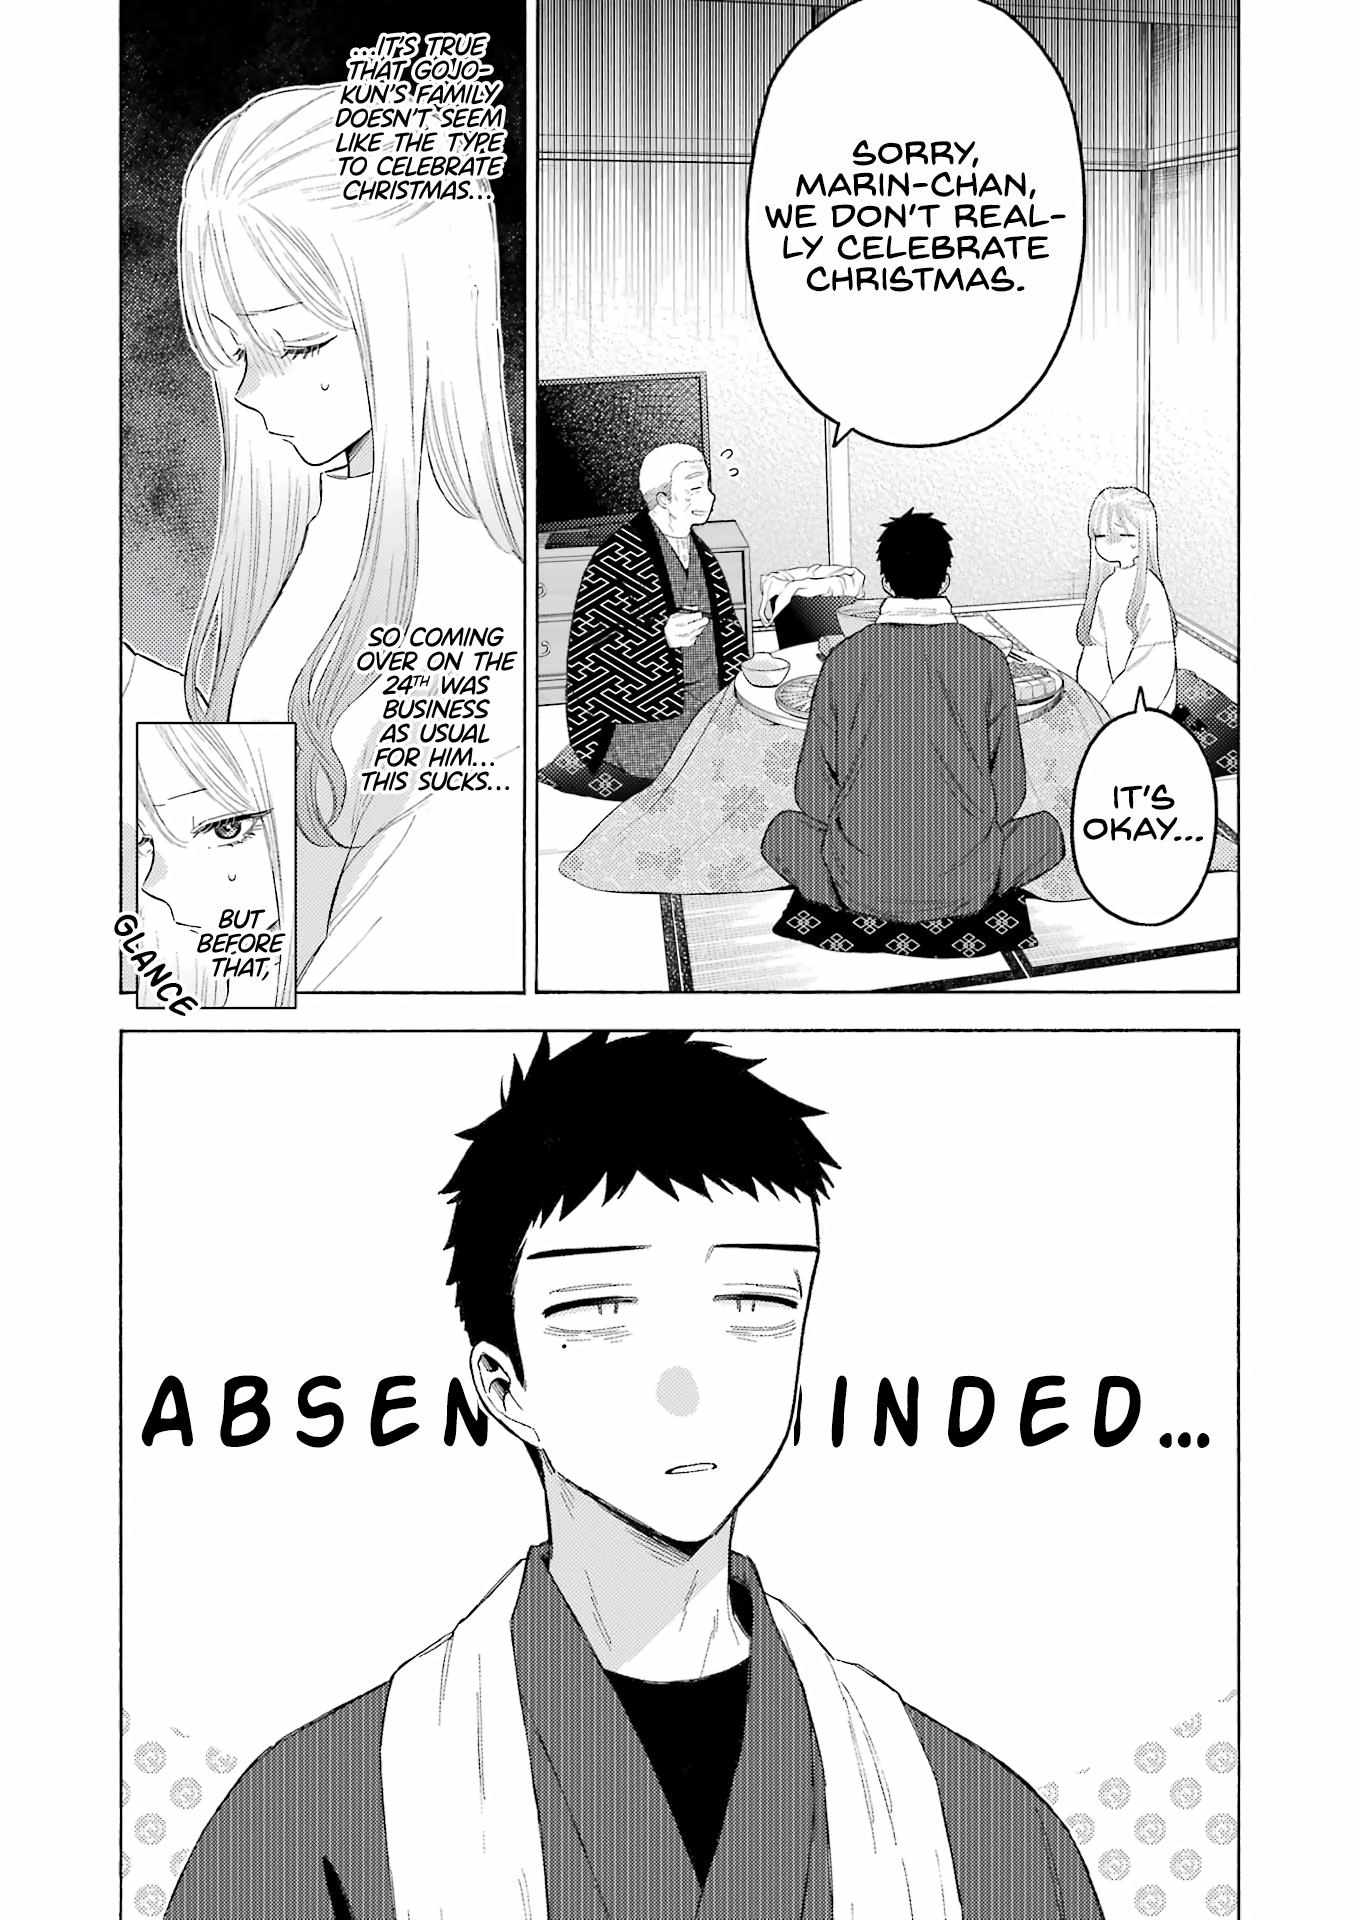 SORRY,
MARIN-CHAN,
WE DON'T REAL-
LY CELEBRATE
CHRISTMAS.
IT'S
OKAY...
...IT'S TRUE
THAT GOJO-
KUN'S FAMILY
DOESN'T SEEM
LIKE THE TYPE
TO CELEBRATE
CHRISTMAS...
SO COMING
OVER ON THE
24TH WAS
BUSINESS
AS USUAL
FOR HIM...
THIS SUCKS...
BUT
BEFORE
THAT,
GLANCE
ABSEN INDED...